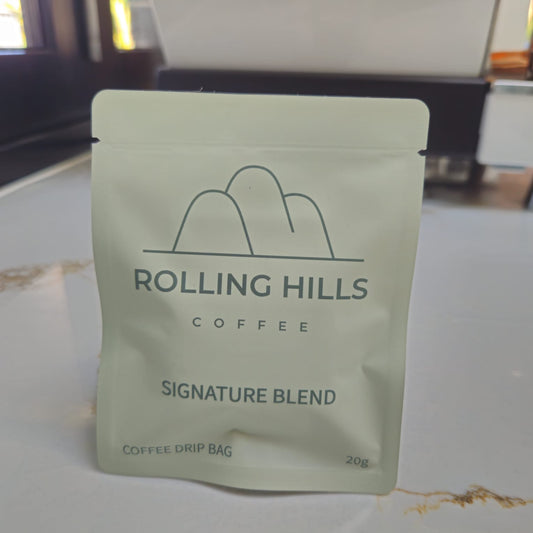 ROLLING HILLS
COFFEE
SIGNATURE BLEND
COFFEE DRIP BAG
20g